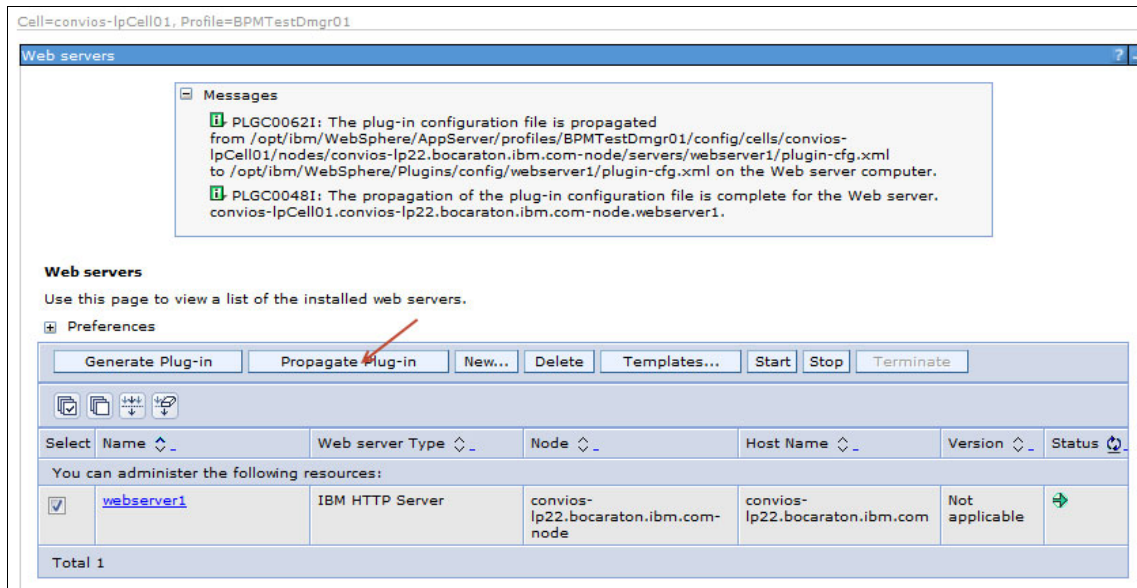 Cell=convios-lpCell01, Profile=BPMTestDmgr01
Web servers ? -
Messages
PLGC0062I: The plug-in configuration file is propagated
from /opt/ibm/WebSphere/AppServer/profiles/BPMTestDmgr01/config/cells/convios-
lpCell01/nodes/convios-lp22.bocaraton.ibm.com-node/servers/webserver1/plugin-cfg.xml
to /opt/ibm/WebSphere/Plugins/config/webserver1/plugin-cfg.xml on the Web server computer.
PLGC0048I: The propagation of the plug-in configuration file is complete for the Web server.
convios-lpCell01.convios-lp22.bocaraton.ibm.com-node.webserver1.
Web servers
Use this page to view a list of the installed web servers.
Preferences
Generate Plug-in Propagate Plug-in New... Delete Templates... Start Stop Terminate
Select Name Web server Type Node Host Name Version Status
You can administer the following resources:
webserver1 IBM HTTP Server convios- convios- Not
lp22.bocaraton.ibm.com- lp22.bocaraton.ibm.com applicable
node
Total 1